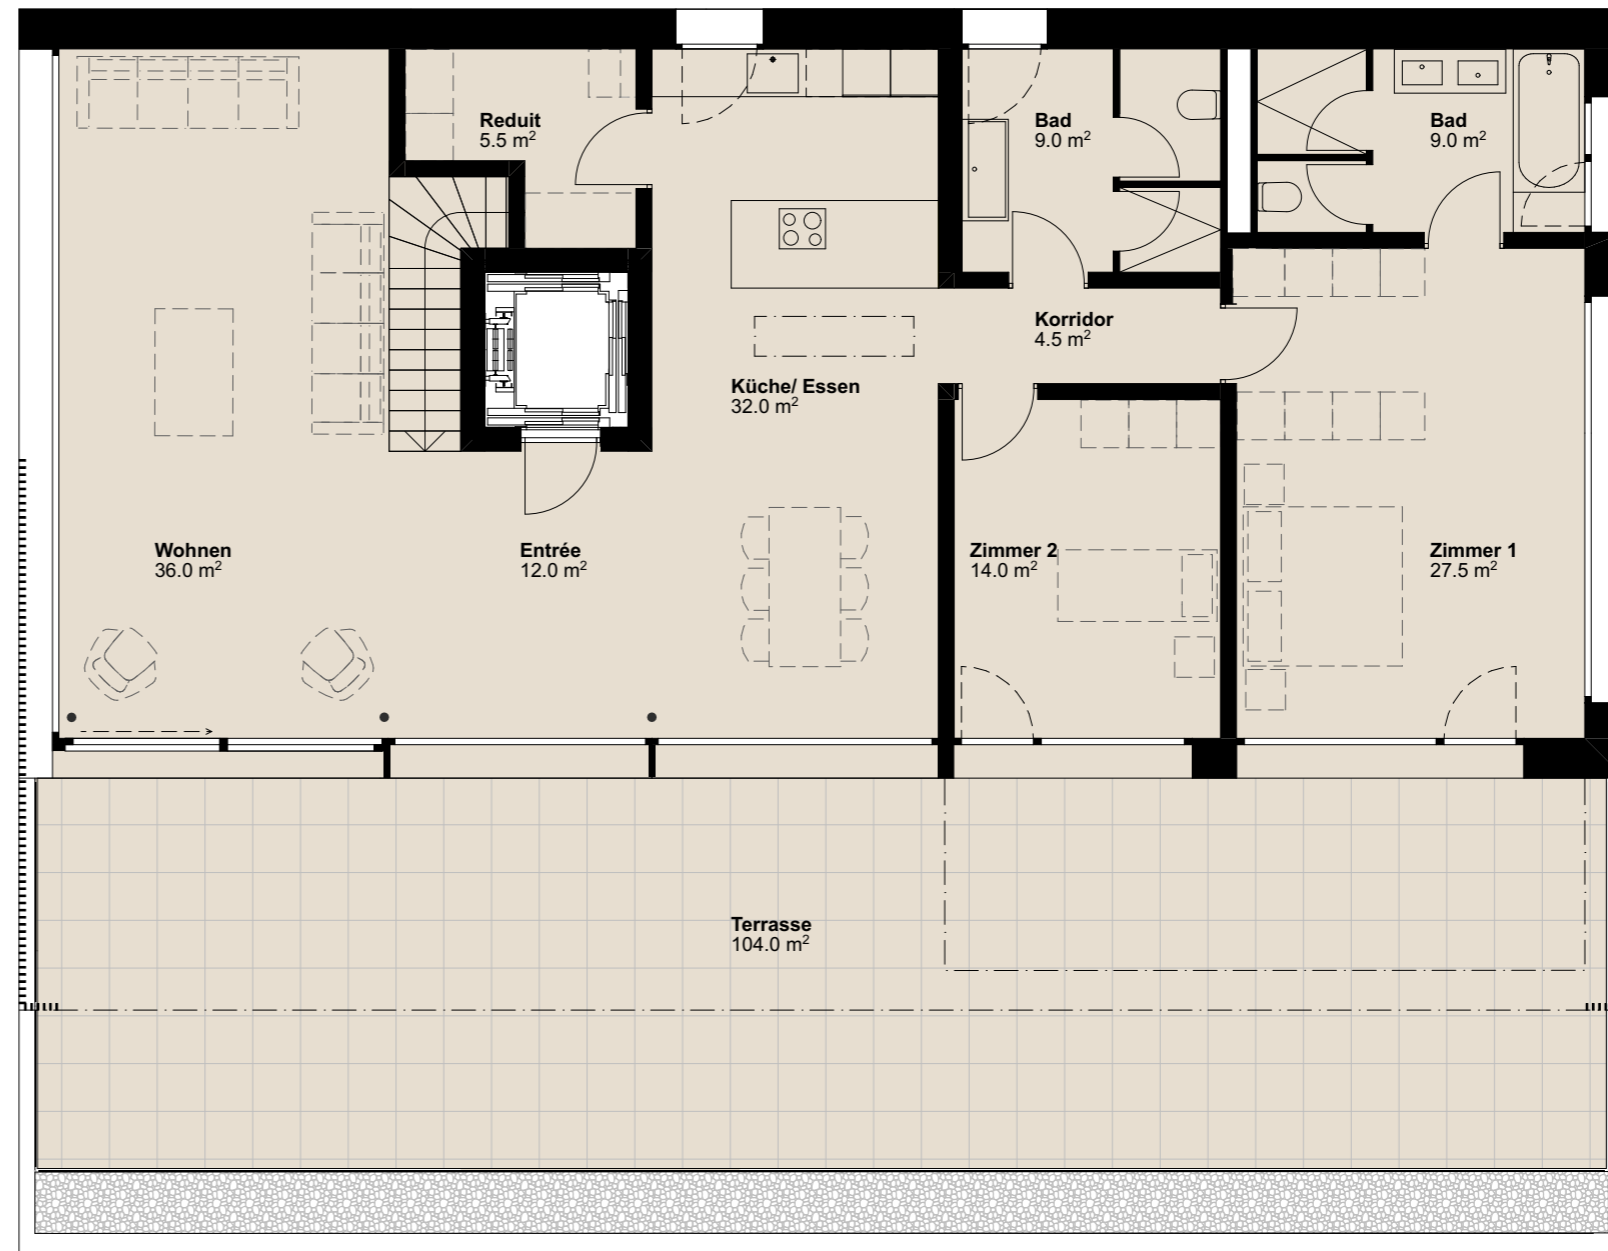 Reduit
5.5 m²
Bad
9.0 m²
Bad
9.0 m²
Korridor
4.5 m²
Küche/ Essen
32.0 m²
Wohnen
36.0 m²
Entrée
12.0 m²
Zimmer 2
14.0 m²
Zimmer 1
27.5 m²
Terrasse
104.0 m²